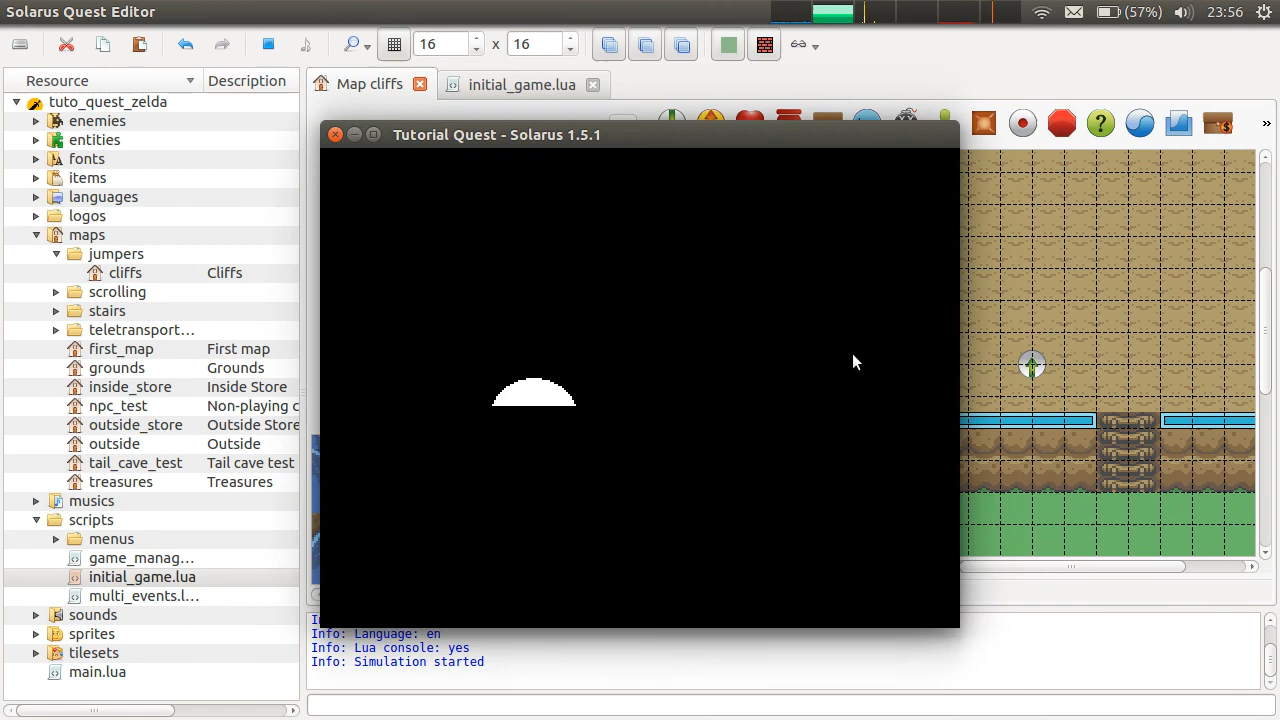 Solarus Quest Editor
(57%)
23:56
16 x 16
Resource
Description
Map cliffs
initial_game.lua
tuto_quest_zelda
enemies
entities
fonts
items
languages
logos
maps
jumpers
cliffs Cliffs
scrolling
stairs
teletransport...
first_map First map
grounds Grounds
inside_store Inside Store
npc_test Non-playing c
outside_store Outside Store
outside Outside
tail_cave_test Tail cave test
treasures Treasures
musics
scripts
menus
game_manag...
initial_game.lua
multi_events.l...
sounds
sprites
tilesets
main.lua
Tutorial Quest - Solarus 1.5.1
Info: Language: en
Info: Lua console: yes
Info: Simulation started